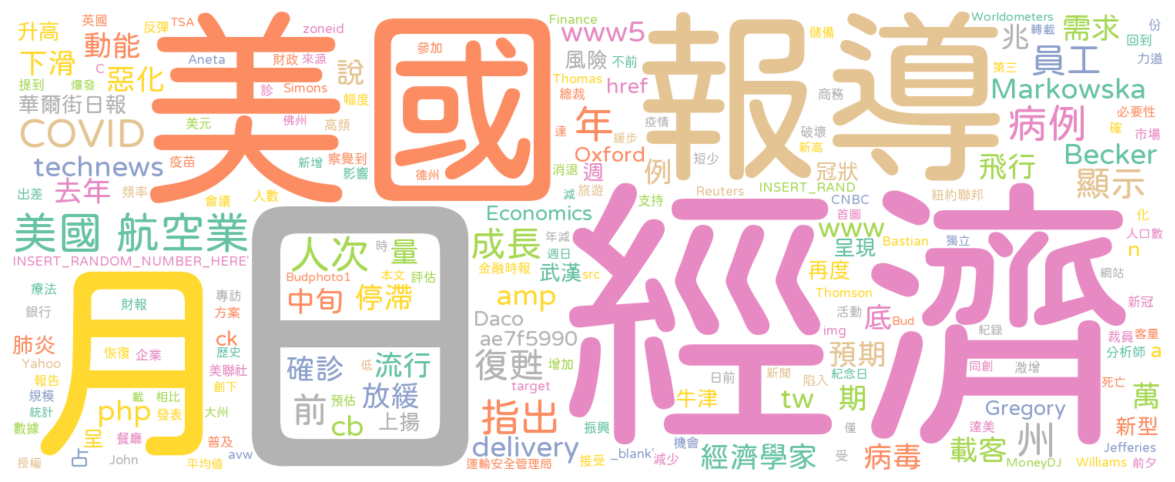 升高
英國
反彈
TSA
zoneid
美國
報導
Finance
www5
儲備
Worldometers
轉載
份
下滑
動能
惡化
C
Aneta
財政
來源
參加
風險
不前
兆
需求
回到
力道
提到
爆發
說
診
Simons
Thomas
href
總裁
商務
員工
第三
華爾街日報
幅度
年
達
疫情
Markowska
必要性
COVID
美元
佛州
高頻
暖步
破壞
新高
病例
確
市場
technews
疫苗
新增
察覺到
影響
德州
消退
週
Oxford
例
短少
冠狀
飛行
Becker
出差
去年
頻率
會議
人數
減
旅遊
支持
Reuters
INSERT_RAND
CNBC
紐約聯邦
顯示
美國 航空業
INSERT_RANDOM_NUMBER_HERE'
Economics
經濟
www
首圖
化
人口數
月
日
人次
時
量
成長
年減
週日
呈現
Bastian
獨立
n
療法
財報
專訪
Budphoto1
本文
評估
金融時報
武漢
src
再度
網站
銀行
方案
中旬
停滯
amp
Thomson
新冠
肺炎
恢復
企業
ck
歷史
Daco
ae7f5990
活動
底
Bud
紀錄
裁員
客量
Yahoo
美聯社
確診
低
流行
復甦
增加
img
預期
分析師
a
報告
創下
target
日前
新聞
陷入
紀念日
同創
激增
死亡
規模
載
相比
預估
放緩
牛津
tw
期
萬
統計
php
發表
大州
前
cb
上揚
指出
振興
Gregory
達美
新型
數據
呈
餐廳
普及
delivery
機會
僅
州
載客
Jefferies
授權
占
John
平均值
avw
運輸安全管理局
接受
_blank'
減少
經濟學家
受
病毒
MoneyDJ
Williams
前夕